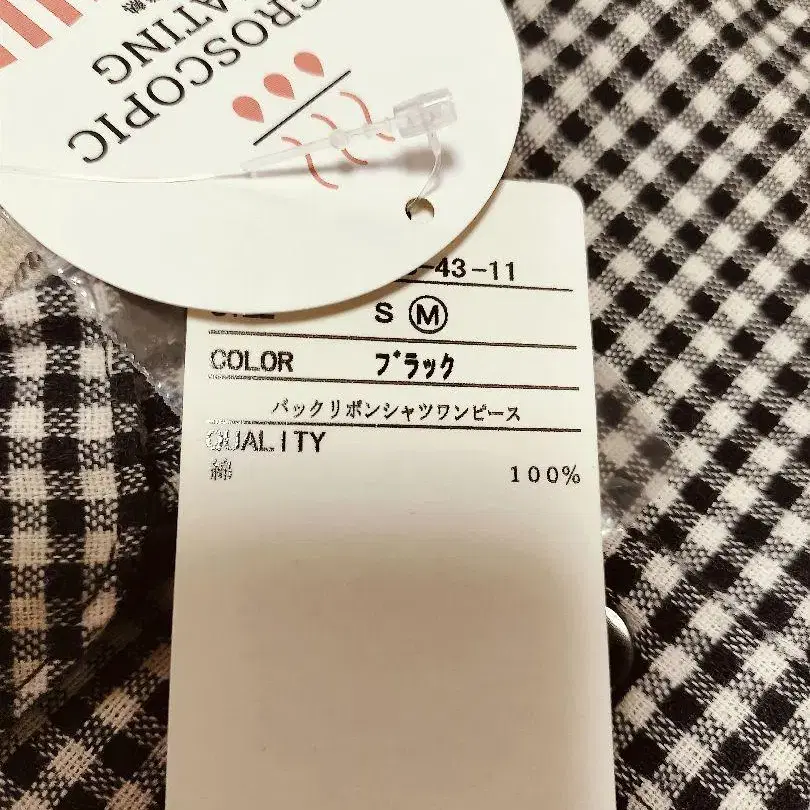 CROSCOPIC
ATING
-43-11
S Ⓜ
COLOR ブラック
バックリボンシャツワンピース
QUALITY
綿 100%